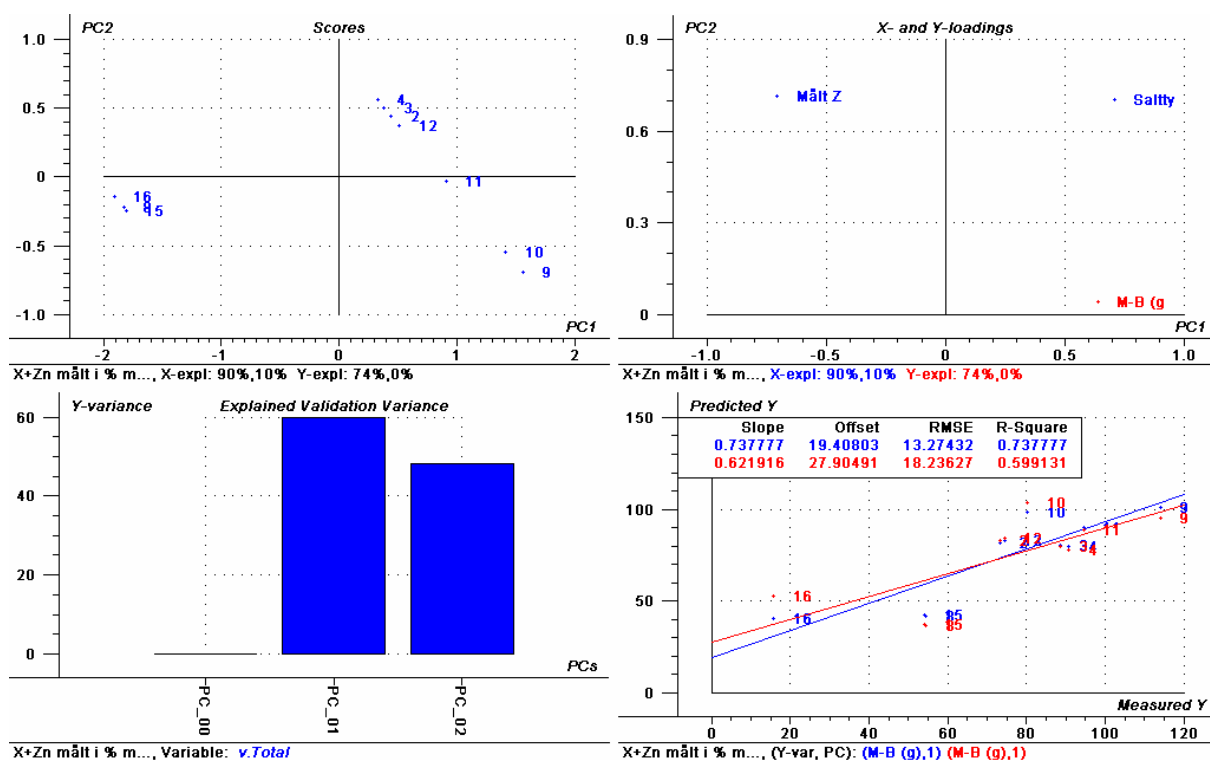 PC2 Scores
1.0
0.5
0
-0.5
-1.0
4
3
2
12
11
16
8
15
10
9
PC1
-2 -1 0 1 2
X+Zn målt i % m..., X-expl: 90%,10% Y-expl: 74%,0%
PC2 X- and Y-loadings
0.9
0.6
0.3
0
Målt Z
Saltty
M-B (g
PC1
-1.0 -0.5 0 0.5 1.0
X+Zn målt i % m..., X-expl: 90%,10% Y-expl: 74%,0%
Y-variance Explained Validation Variance
60
40
20
0
PCs
PC_00 PC_01 PC_02
X+Zn målt i % m..., Variable: v.Total
Predicted Y
Slope Offset RMSE R-Square
0.737777 19.40803 13.27432 0.737777
0.621916 27.90491 18.23627 0.599131
150
100
50
0
10
10
9
9
11
16
16
15
15
Measured Y
0 20 40 60 80 100 120
X+Zn målt i % m..., (Y-var, PC): (M-B (g),1) (M-B (g),1)